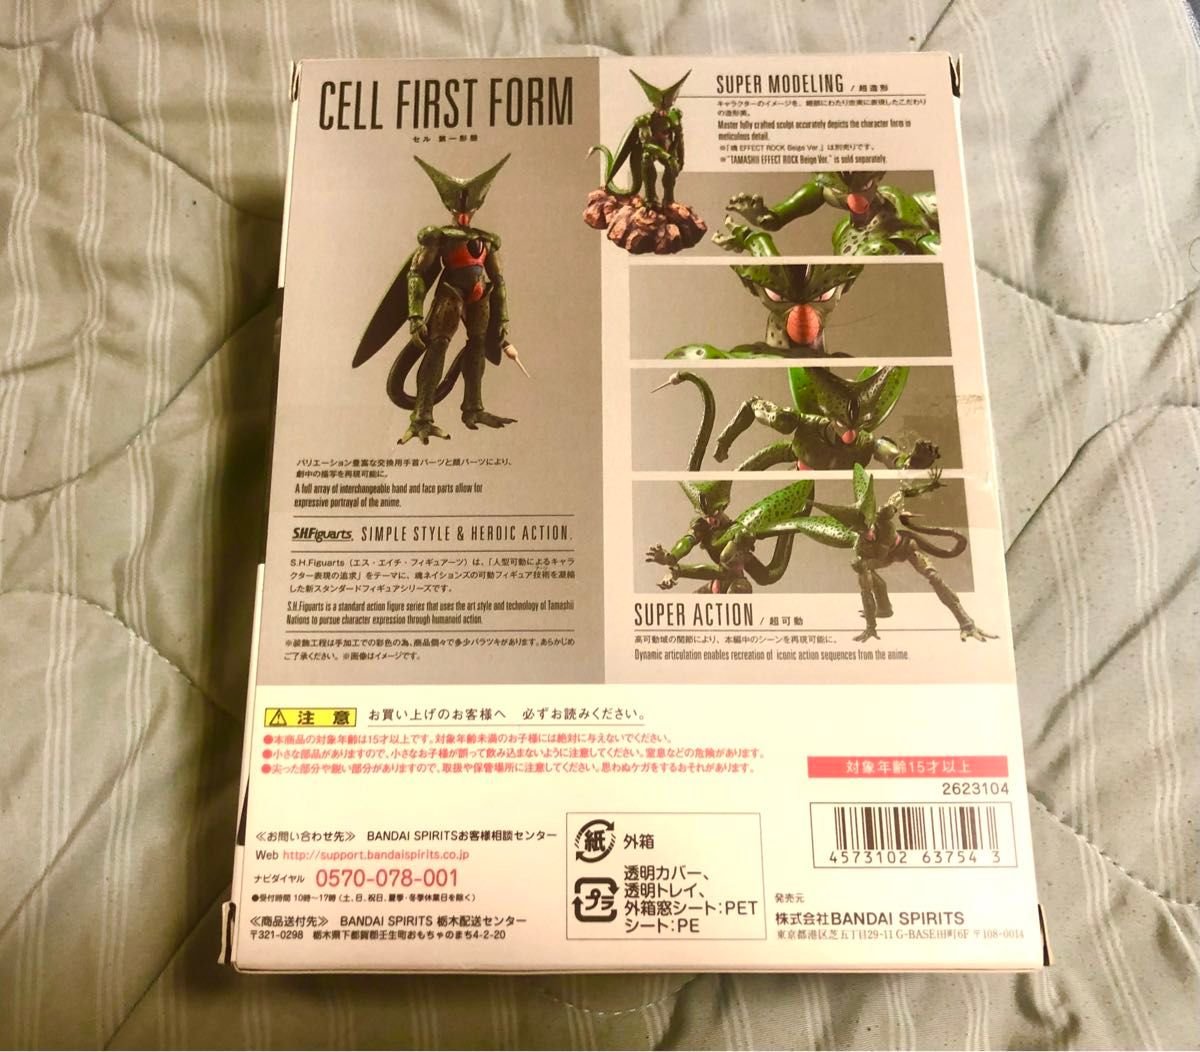 CELL FIRST FORM
セル 第一形態
バリエーション豊富な交換用手首パーツと顔パーツにより、
劇中の描写を再現可能に。
A full array of interchangeable hand and face parts allow for
expressive portrayal of the anime.
S.H.Figuarts SIMPLE STYLE & HEROIC ACTION.
S.H.Figuarts (エス・エイチ・フィギュアーツ) は、「人型可動によるキャラ
クター表現の追求」をテーマに、魂ネイションズの可動フィギュア技術を凝縮
した新スタンダードフィギュアシリーズです。
S.H.Figuarts is a standard action figure series that uses the art style and technology of Tamashii
Nations to pursue character expression through humanoid action.
※装飾工程は手加工での彩色の為、商品個々で多少バラツキがあります。あらかじめ
ご了承ください。※画像はイメージです。
SUPER MODELING / 超造形
キャラクターのイメージを、細部にわたり忠実に表現したこだわり
の造形美。
Master fully crafted sculpt accurately depicts the character form in
meticulous detail.
※「魂 EFFECT ROCK Beige Ver.」は別売りです。
※"TAMASHII EFFECT ROCK Beige Ver." is sold separately.
SUPER ACTION / 超可動
高可動域の関節により、本編中のシーンを再現可能に。
Dynamic articulation enables recreation of iconic action sequences from the anime.
注意 お買い上げのお客様へ 必ずお読みください。
●本商品の対象年齢は15才以上です。対象年齢未満のお子様には絶対に与えないでください。
●小さな部品がありますので、小さなお子様が誤って飲み込まないように注意してください。窒息などの危険があります。
●尖った部分や鋭い部分がありますので、取扱や保管場所に注意してください。思わぬケガをするおそれがあります。
対象年齢15才以上
2623104
4573102 63754 3
≪お問い合わせ先≫ BANDAI SPIRITSお客様相談センター
Web http://support.bandaispirits.co.jp
ナビダイヤル 0570-078-001
●受付時間 10時〜17時 (土、日、祝日、夏季・冬季休業日を除く)
≪商品送付先≫ BANDAI SPIRITS 栃木配送センター
〒321-0298 栃木県下都賀郡壬生町おもちゃのまち4-2-20
紙 外箱
プラ
透明カバー、
透明トレイ、
外箱窓シート:PET
シート:PE
発売元
株式会社BANDAI SPIRITS
東京都港区芝五丁目29-11 G-BASE田町6F 〒108-0014